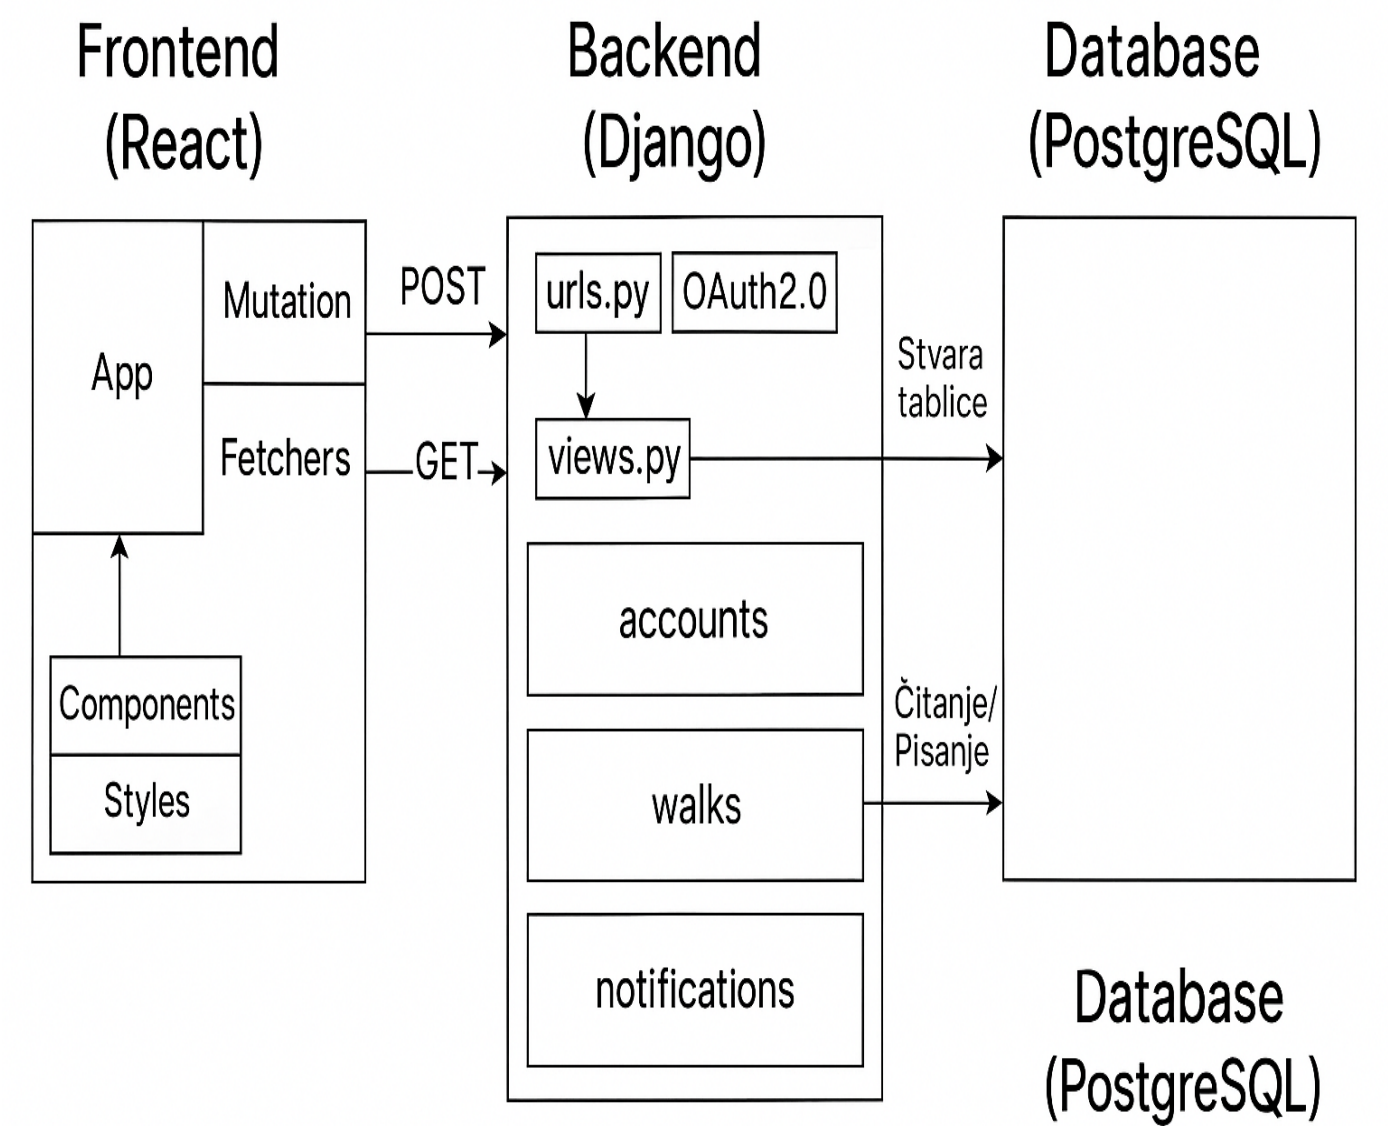 Frontend
(React)
Backend
(Django)
Database
(PostgreSQL)
App
Mutation
Fetchers
Components
Styles
POST
GET
urls.py
OAuth2.0
views.py
accounts
walks
notifications
Stvara
tablice
Čitanje/
Pisanje
Database
(PostgreSQL)